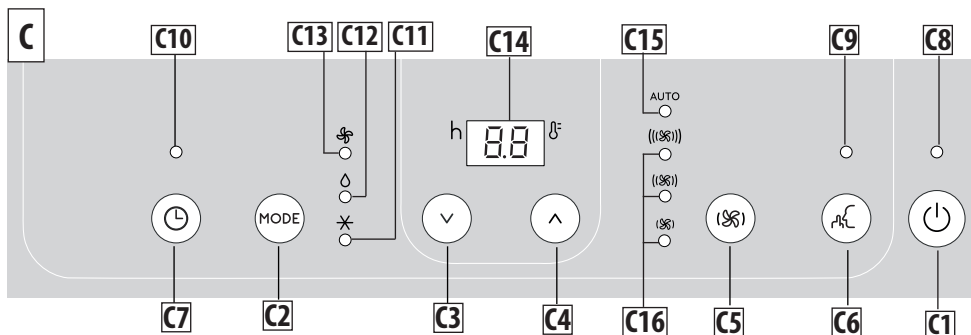 C
C10 C13 C12 C11 C14 C15 C9 C8
AUTO
h 8.8
MODE
C7 C2 C3 C4 C16 C5 C6 C1